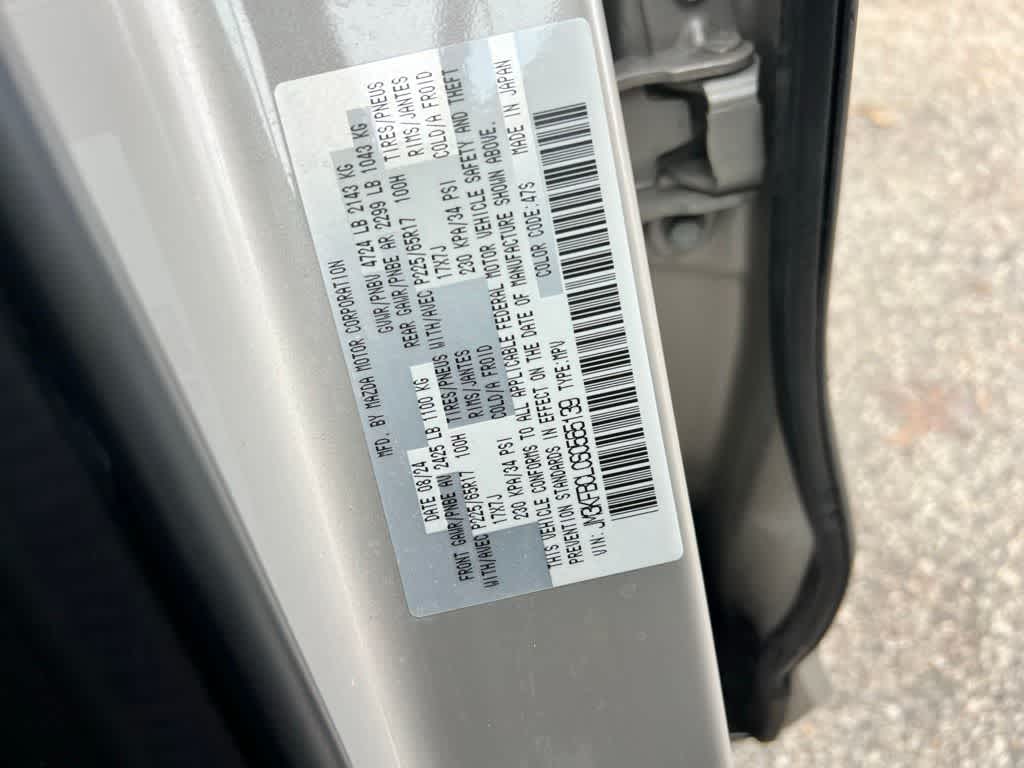 MFD. BY MAZDA MOTOR CORPORATION
DATE 08/24 GVWR/PNBV 4724 LB 2143 KG
FRONT GAWR/PNBE AV 2425 LB 1100 KG REAR GAWR/PNBE AR 2299 LB 1043 KG
WITH/AVEC P225/65R17 100H TIRES/PNEUS WITH/AVEC P225/65R17 100H TIRES/PNEUS
17X7J RIMS/JANTES 17X7J RIMS/JANTES
230 KPA/34 PSI COLD/A FROID 230 KPA/34 PSI COLD/A FROID
THIS VEHICLE CONFORMS TO ALL APPLICABLE FEDERAL MOTOR VEHICLE SAFETY AND THEFT
PREVENTION STANDARDS IN EFFECT ON THE DATE OF MANUFACTURE SHOWN ABOVE.
VIN: TYPE:MPV COLOR CODE:47S MADE IN JAPAN